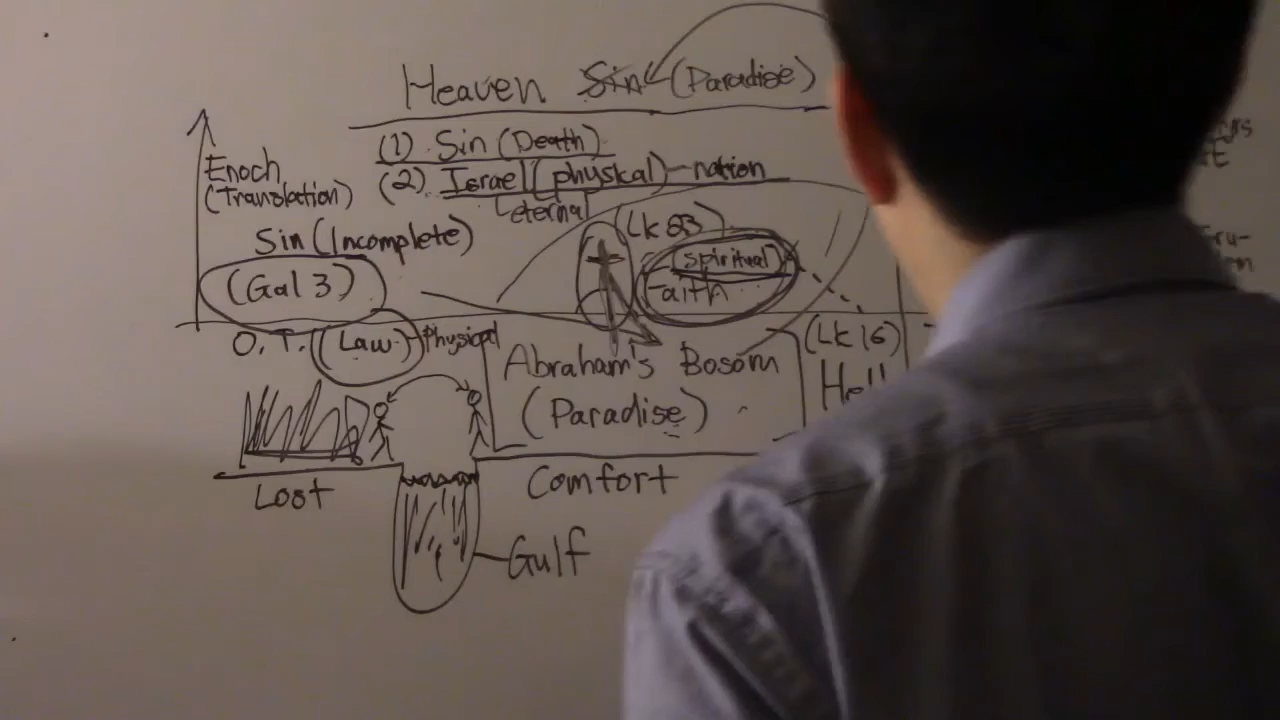 Heaven Sin (Paradise)
(1) Sin (Death)
(2) Israel (physical) - nation
eternal
Enoch
(Translation)
Sin (Incomplete)
(Lk 23)
(spiritual)
Faith
(Gal 3)
O.T. (Law) - Physical
Abraham's Bosom
(Paradise)
(Lk 16)
Hell
Lost
Comfort
Gulf